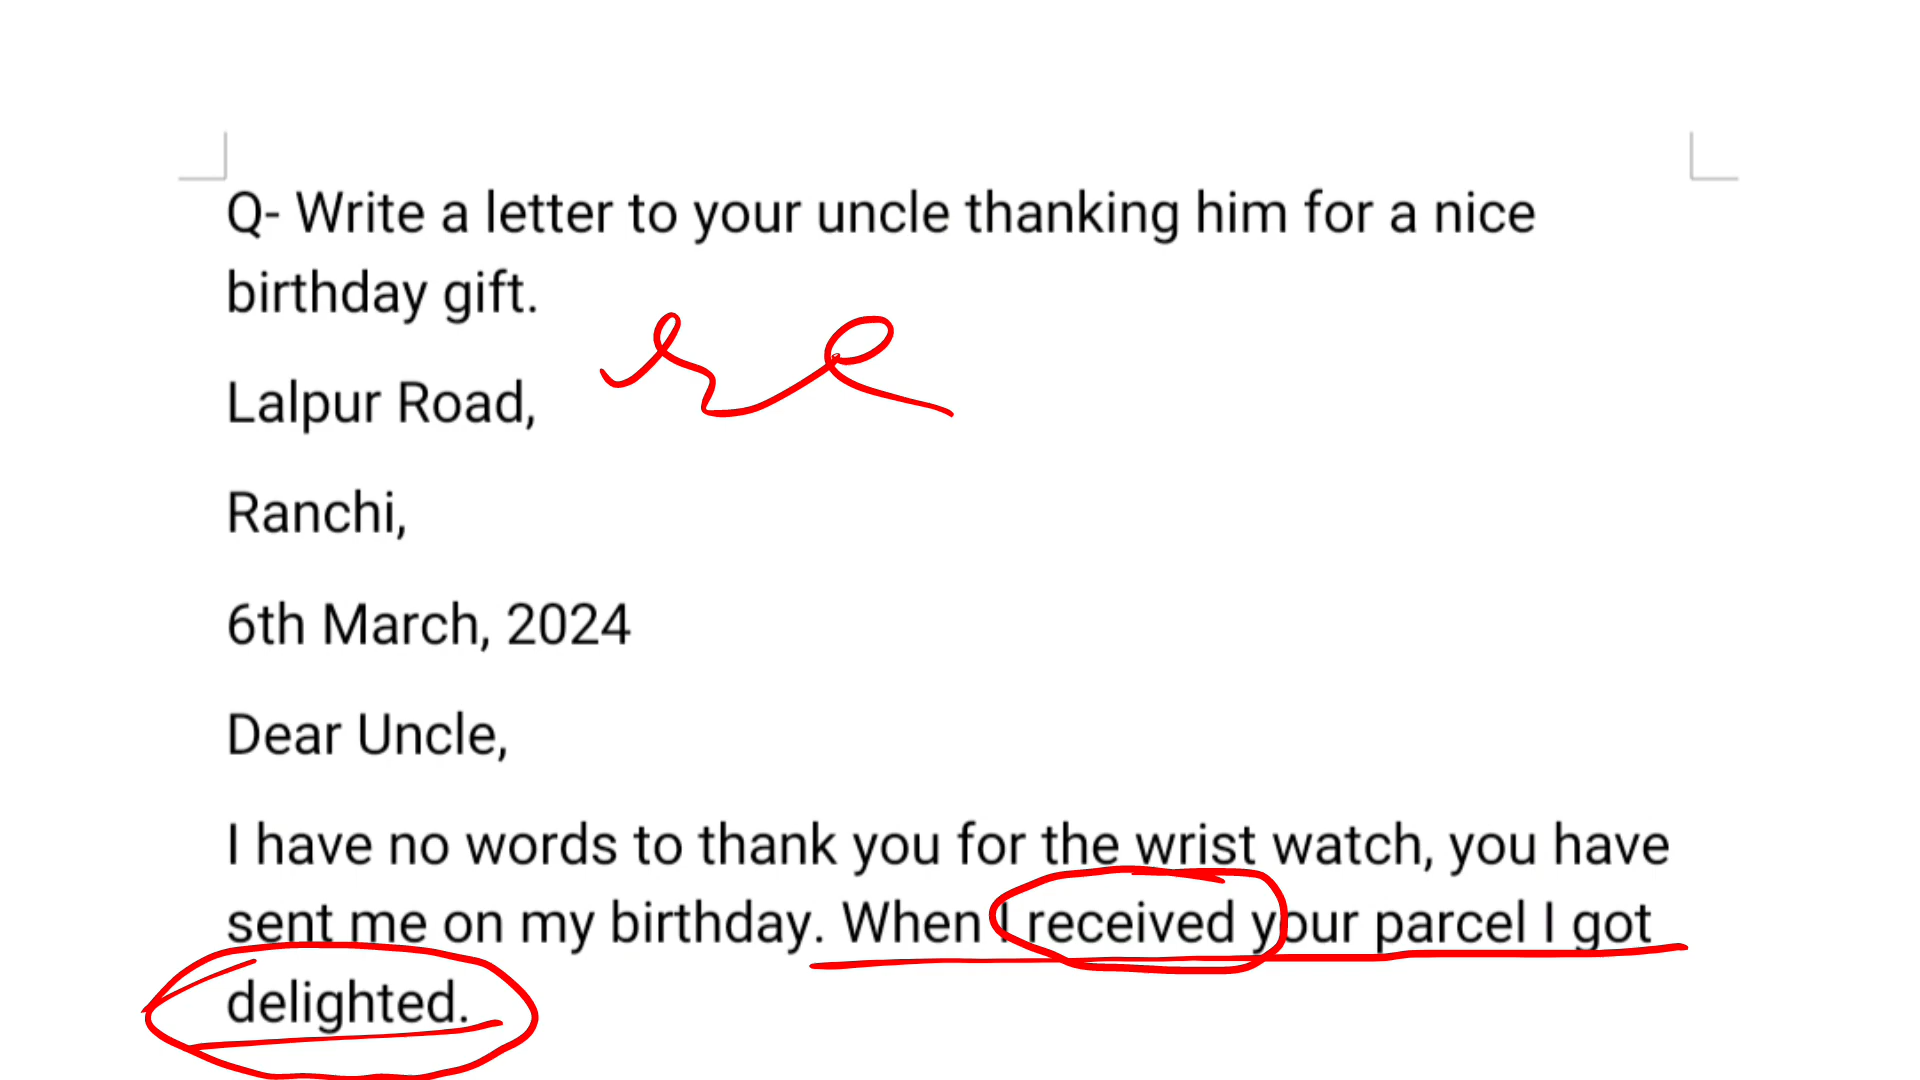 Q- Write a letter to your uncle thanking him for a nice
birthday gift.
Lalpur Road,
Ranchi,
6th March, 2024
Dear Uncle,
I have no words to thank you for the wrist watch, you have
sent me on my birthday. When I received your parcel I got
delighted.